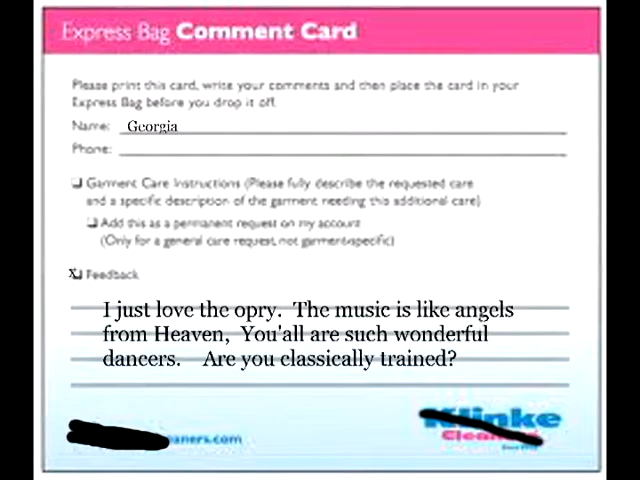 Express Bag Comment Card
Please print this card, write your comments and then place the card in your
Express Bag before you drop it off.
Name: Georgia
Phone:
Garment Care Instructions (Please fully describe the requested care
and a specific description of the garment needing this additional care)
Add this as a permanent request on my account
(Only for a general care request, not garment-specific)
x Feedback
I just love the opry. The music is like angels
from Heaven, You'all are such wonderful
dancers. Are you classically trained?
Klinke
aners.com